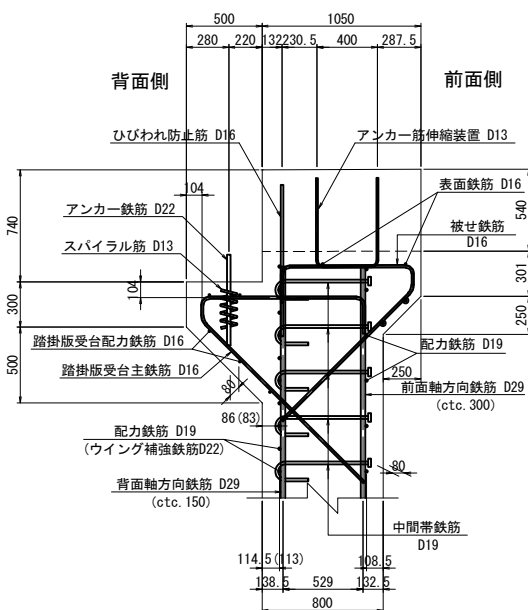 500
1050
280
220
132
230.5
400
287.5
背面側
前面側
ひびわれ防止筋 D16
アンカー筋伸縮装置 D13
104
表面鉄筋 D16
アンカー鉄筋 D22
被せ鉄筋
D16
スパイラル筋 D13
740
540
104
301
300
250
踏掛版受台配力鉄筋 D16
配力鉄筋 D19
500
踏掛版受台主鉄筋 D16
80
250
前面軸方向鉄筋 D29
(ctc.300)
86(83)
配力鉄筋 D19
(ウイング補強鉄筋D22)
80
背面軸方向鉄筋 D29
(ctc.150)
中間帯鉄筋
D19
114.5(113)
108.5
138.5
529
132.5
800